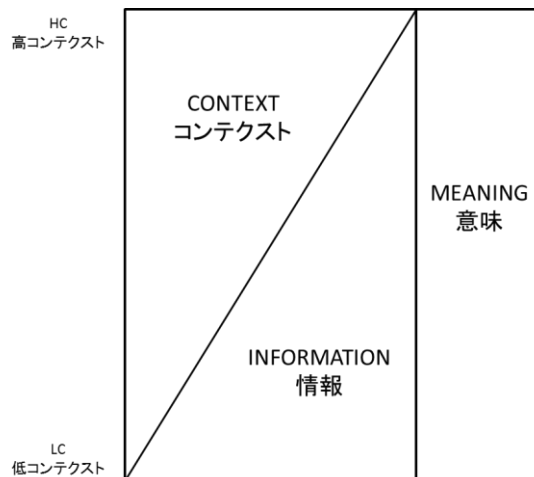 HC
高コンテクスト
CONTEXT
コンテクスト
MEANING
意味
INFORMATION
情報
LC
低コンテクスト